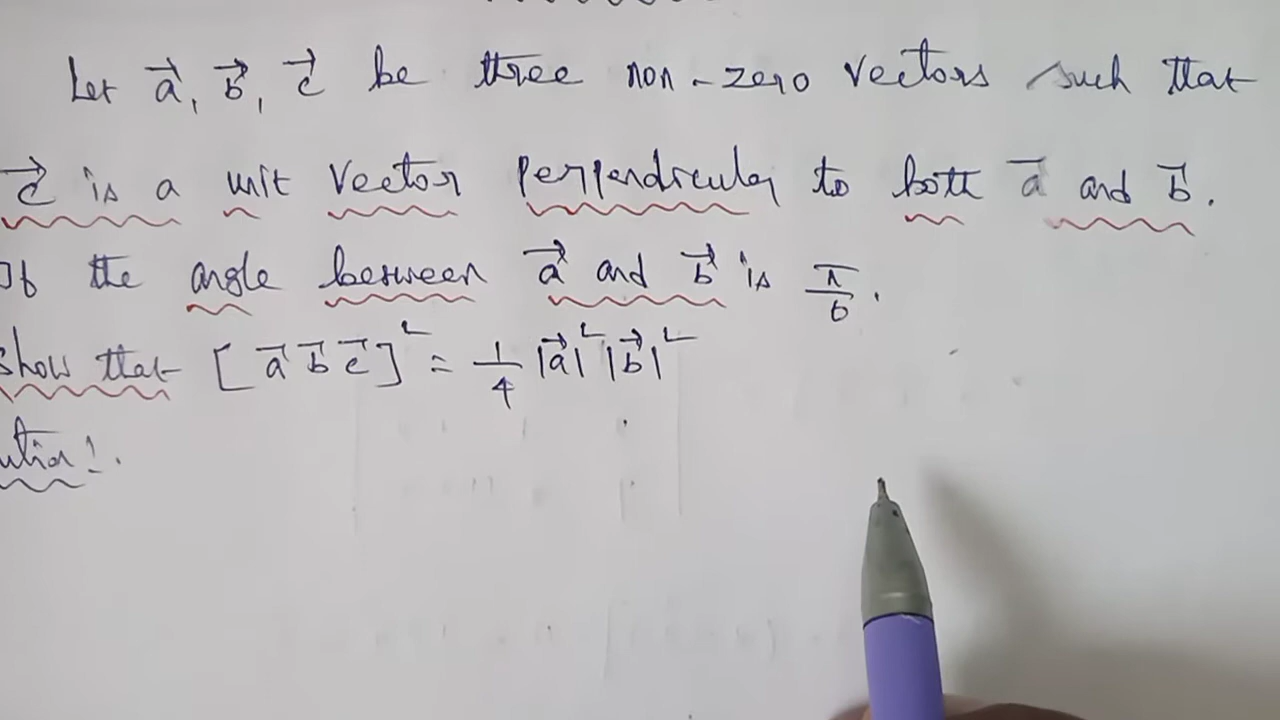 Let a⃗, b⃗, c⃗ be three non-zero vectors such that
c⃗ is a unit vector perpendicular to both a⃗ and b⃗.
If the angle between a⃗ and b⃗ is π/6.
show that [a⃗ b⃗ c⃗]² = 1/4 |a⃗|² |b⃗|²
ution:.